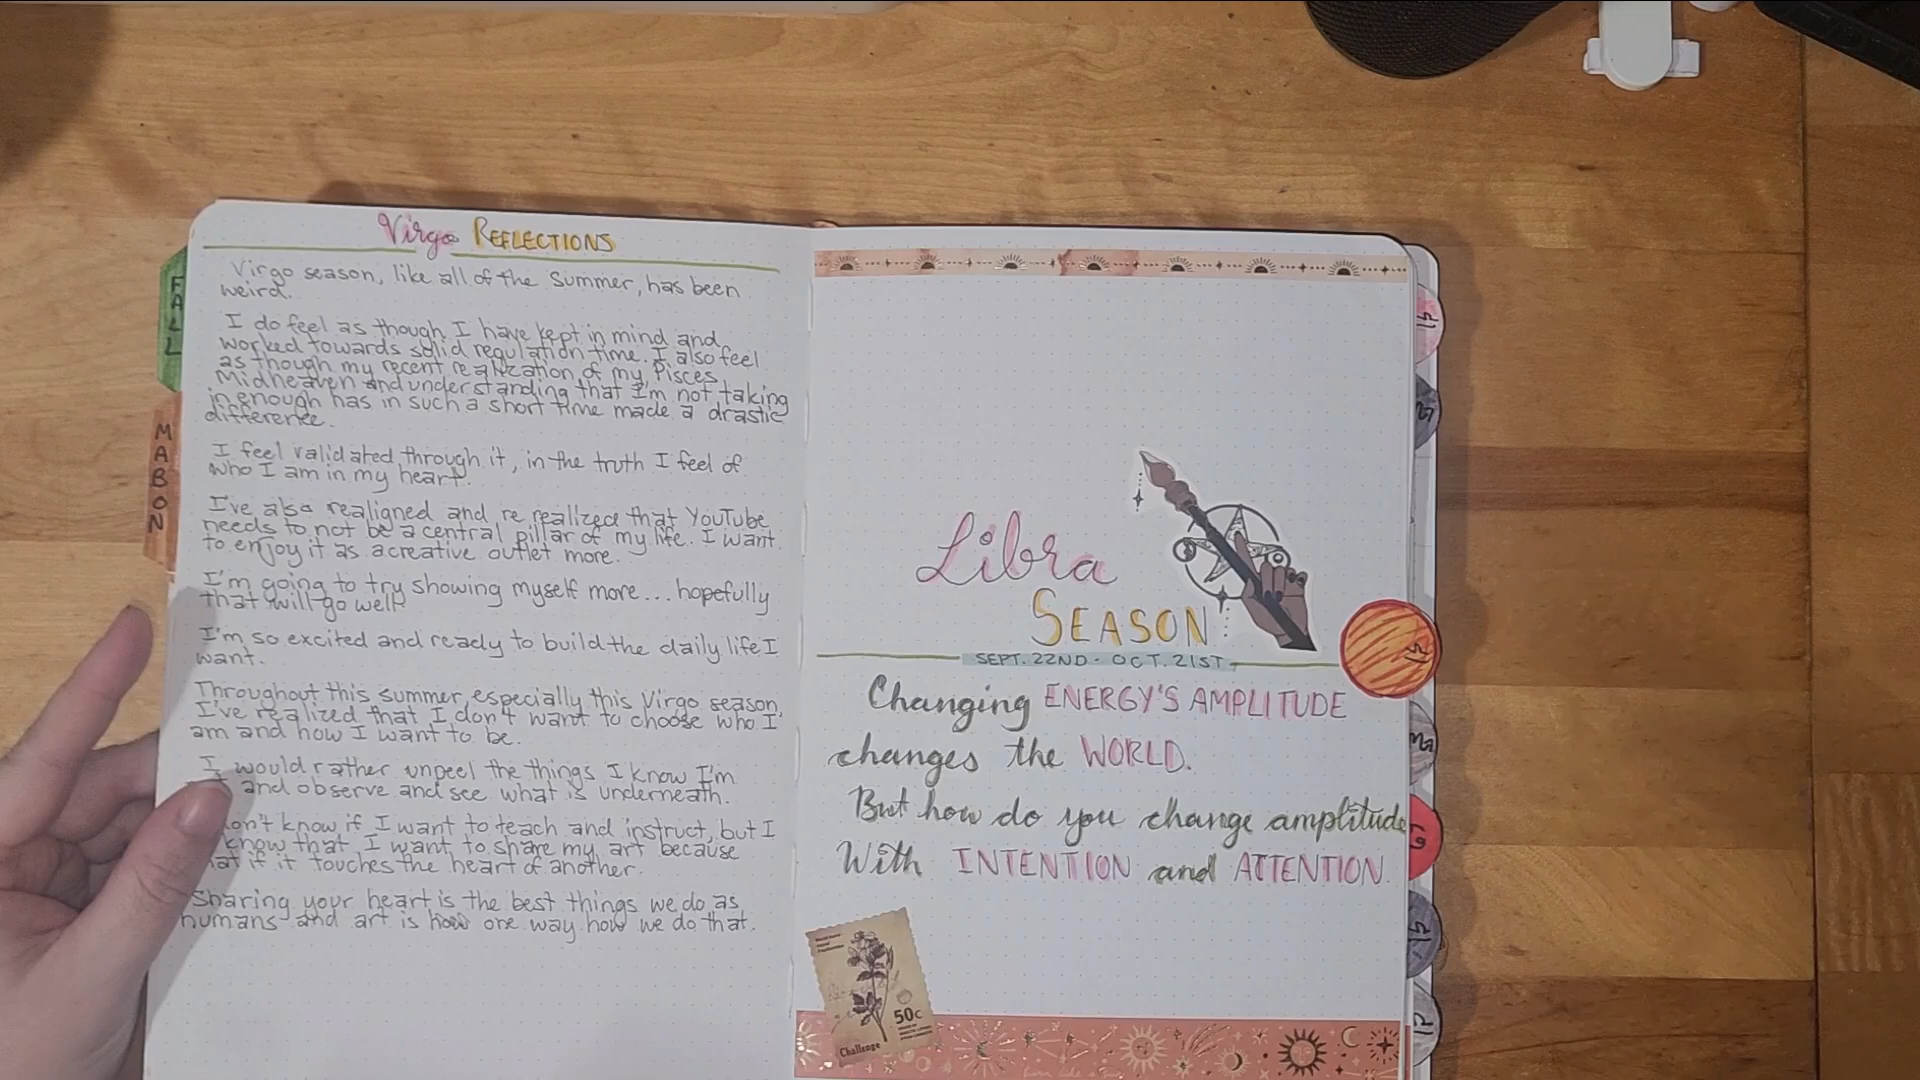 FALL
MABON
Virgo REFLECTIONS
Virgo season, like all of the Summer, has been
weird.
I do feel as though I have kept in mind and
worked towards solid regulation time. I also feel
as though my recent realization of my Pisces
Midheaven and understanding that I'm not taking
in enough has in such a short time made a drastic
difference.
I feel validated through it, in the truth I feel of
who I am in my heart.
I've also realigned and re realized that YouTube
needs to not be a central pillar of my life. I want
to enjoy it as a creative outlet more.
I'm going to try showing myself more... hopefully
that will go well
I'm so excited and ready to build the daily life I
want.
Throughout this summer, especially this Virgo season,
I've realized that I don't want to choose who I
am and how I want to be.
I would rather unpeel the things I know I'm
and observe and see what is underneath.
don't know if I want to teach and instruct, but I
know that I want to share my art because
if it touches the heart of another.
Sharing your heart is the best things we do as
humans and art is how one way how we do that.
Libra
SEASON
SEPT. 22ND - OCT. 21ST
Changing ENERGY'S AMPLITUDE
changes the WORLD.
But how do you change amplitude
With INTENTION and ATTENTION.
50c
Challenge